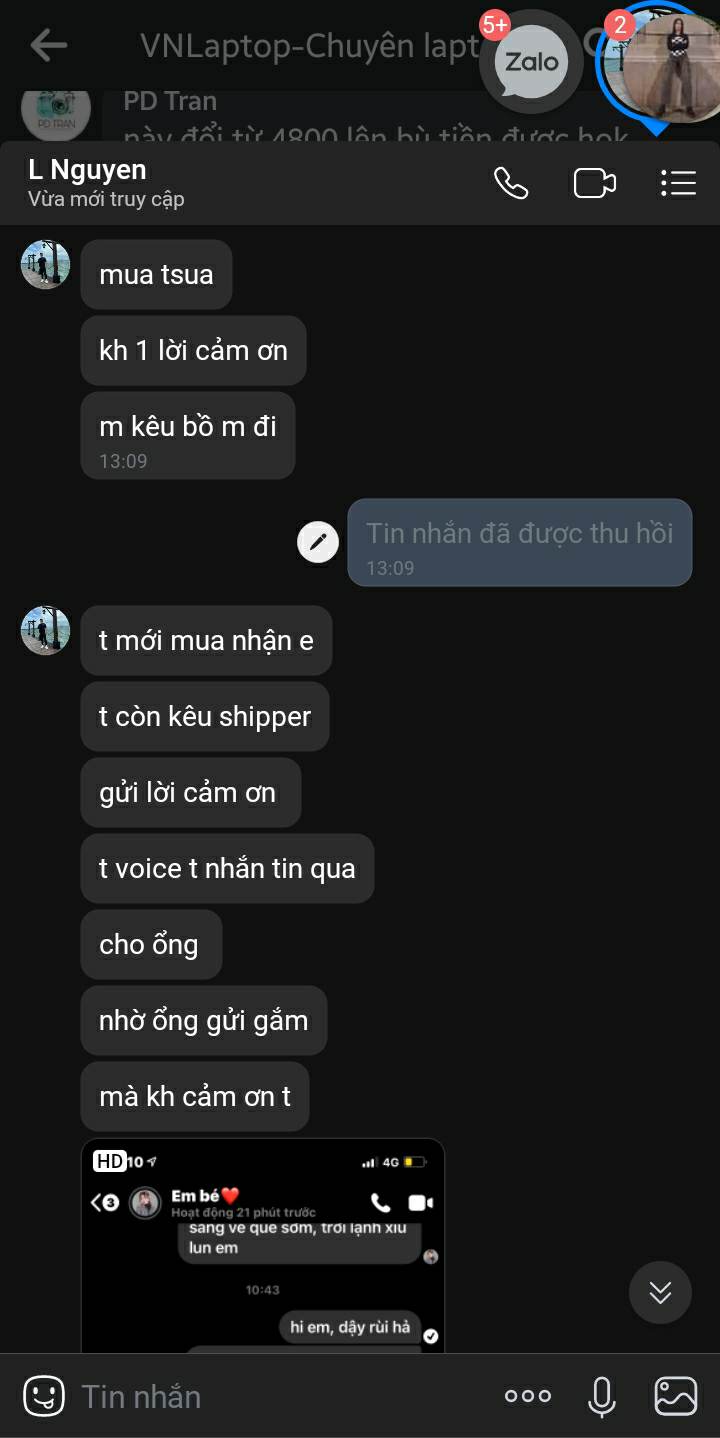 VNLaptop-Chuyên lapt
5+
Zalo
2
PD Tran
PD TRAN
này đổi từ 4800 lên bù tiền được hok
L Nguyen
Vừa mới truy cập
mua tsua
kh 1 lời cảm ơn
m kêu bồ m đi
13:09
Tin nhắn đã được thu hồi
13:09
t mới mua nhận e
t còn kêu shipper
gửi lời cảm ơn
t voice t nhắn tin qua
cho ổng
nhờ ổng gửi gắm
mà kh cảm ơn t
HD
10
4G
3
Em bé❤️
Hoạt động 21 phút trước
sáng về quê sớm, trời lạnh xíu
lun em
10:43
hi em, dậy rùi hả
Tin nhắn